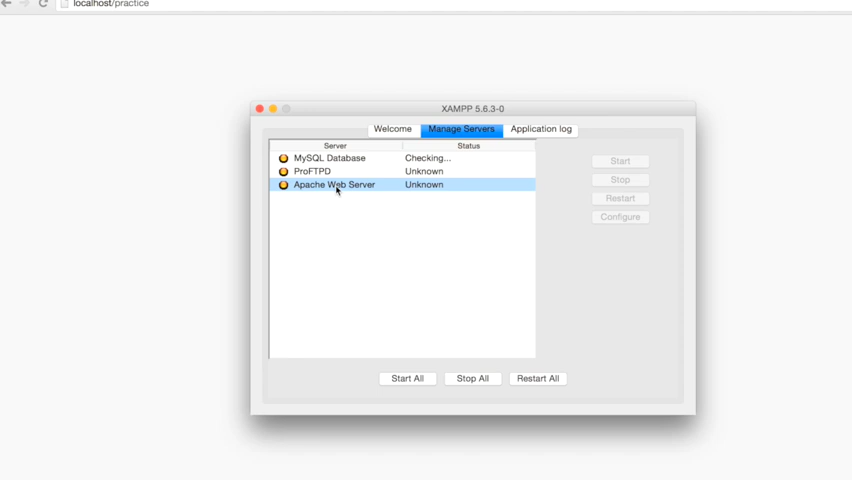 localhost/practice
XAMPP 5.6.3-0
Welcome Manage Servers Application log
Server Status
MySQL Database Checking...
ProFTPD Unknown
Apache Web Server Unknown
Start
Stop
Restart
Configure
Start All Stop All Restart All